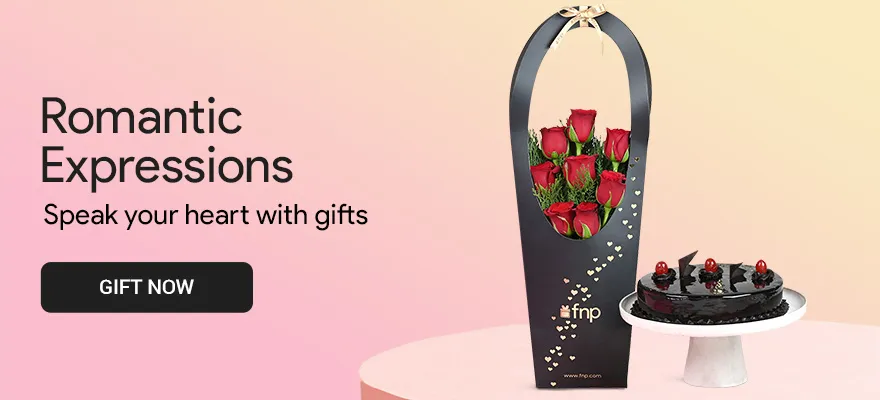 Romantic
Expressions
Speak your heart with gifts
GIFT NOW
fnp
www.fnp.com